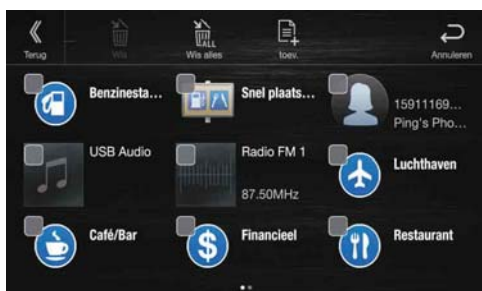 Terug
Wis
Wis alles
toev.
Annuleren
ALL
Benzinesta...
Snel plaats...
15911169...
Ping's Pho...
USB Audio
Radio FM 1
87.50MHz
Luchthaven
Café/Bar
$
Financieel
Restaurant